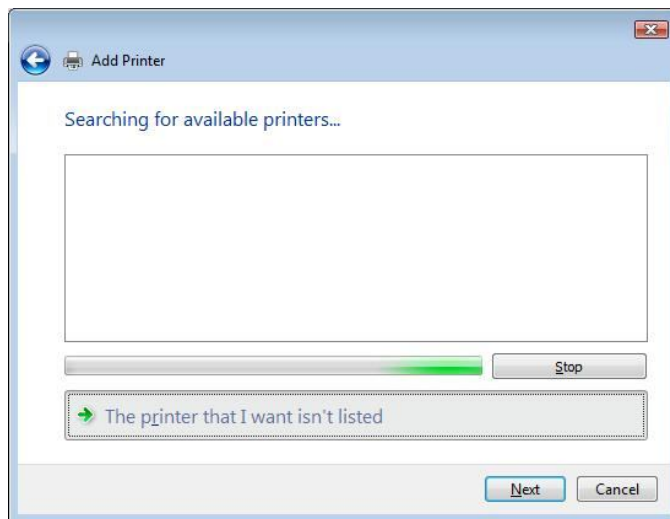 Add Printer
Searching for available printers...
Stop
The printer that I want isn't listed
Next Cancel